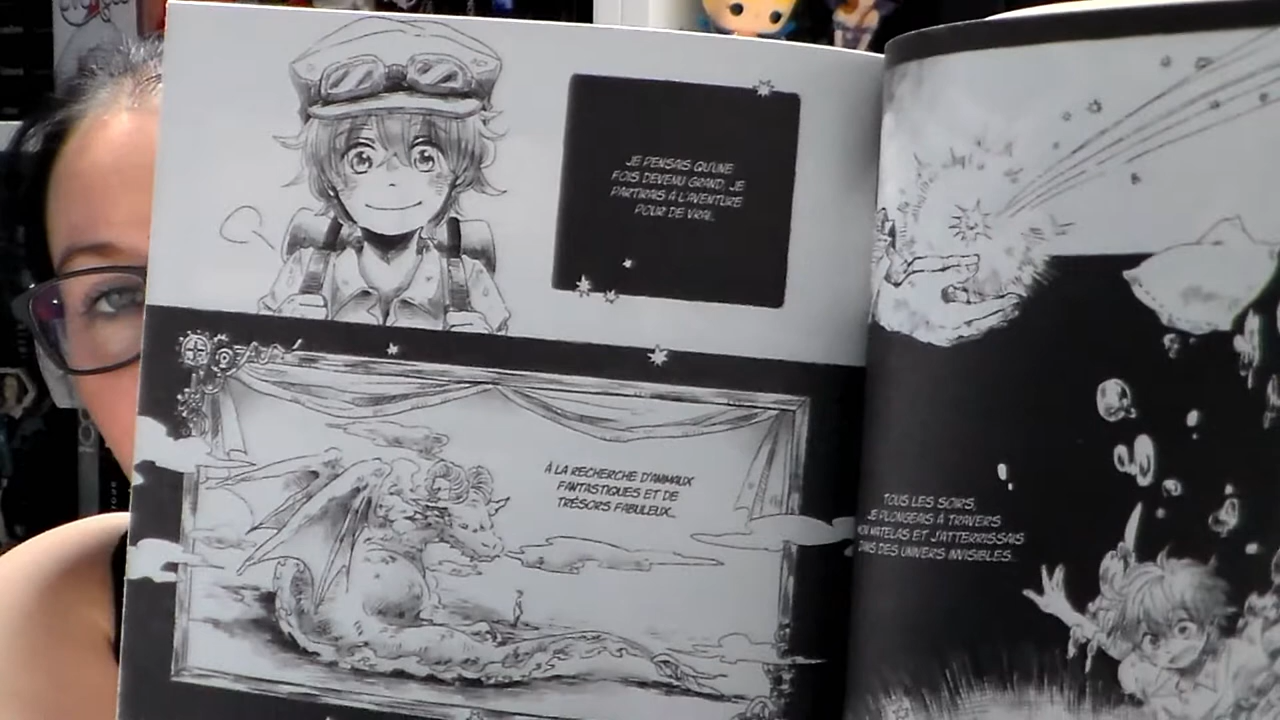 JE PENSAIS QU'UNE
FOIS DEVENU GRAND, JE
PARTIRAIS À L'AVENTURE
POUR DE VRAI...
À LA RECHERCHE D'ANIMAUX
FANTASTIQUES ET DE
TRÉSORS FABULEUX...
TOUS LES SOIRS,
JE PLONGEAIS À TRAVERS
MON MATELAS ET J'ATTERRISSAIS
DANS DES UNIVERS INVISIBLES...